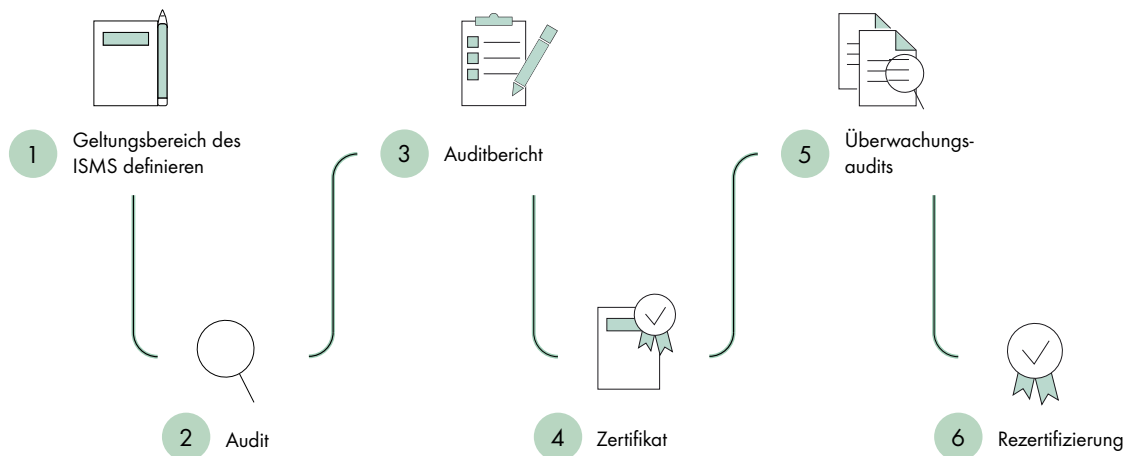 1
Geltungsbereich des
ISMS definieren
2
Audit
3
Auditbericht
4
Zertifikat
5
Überwachungs-
audits
6
Rezertifizierung